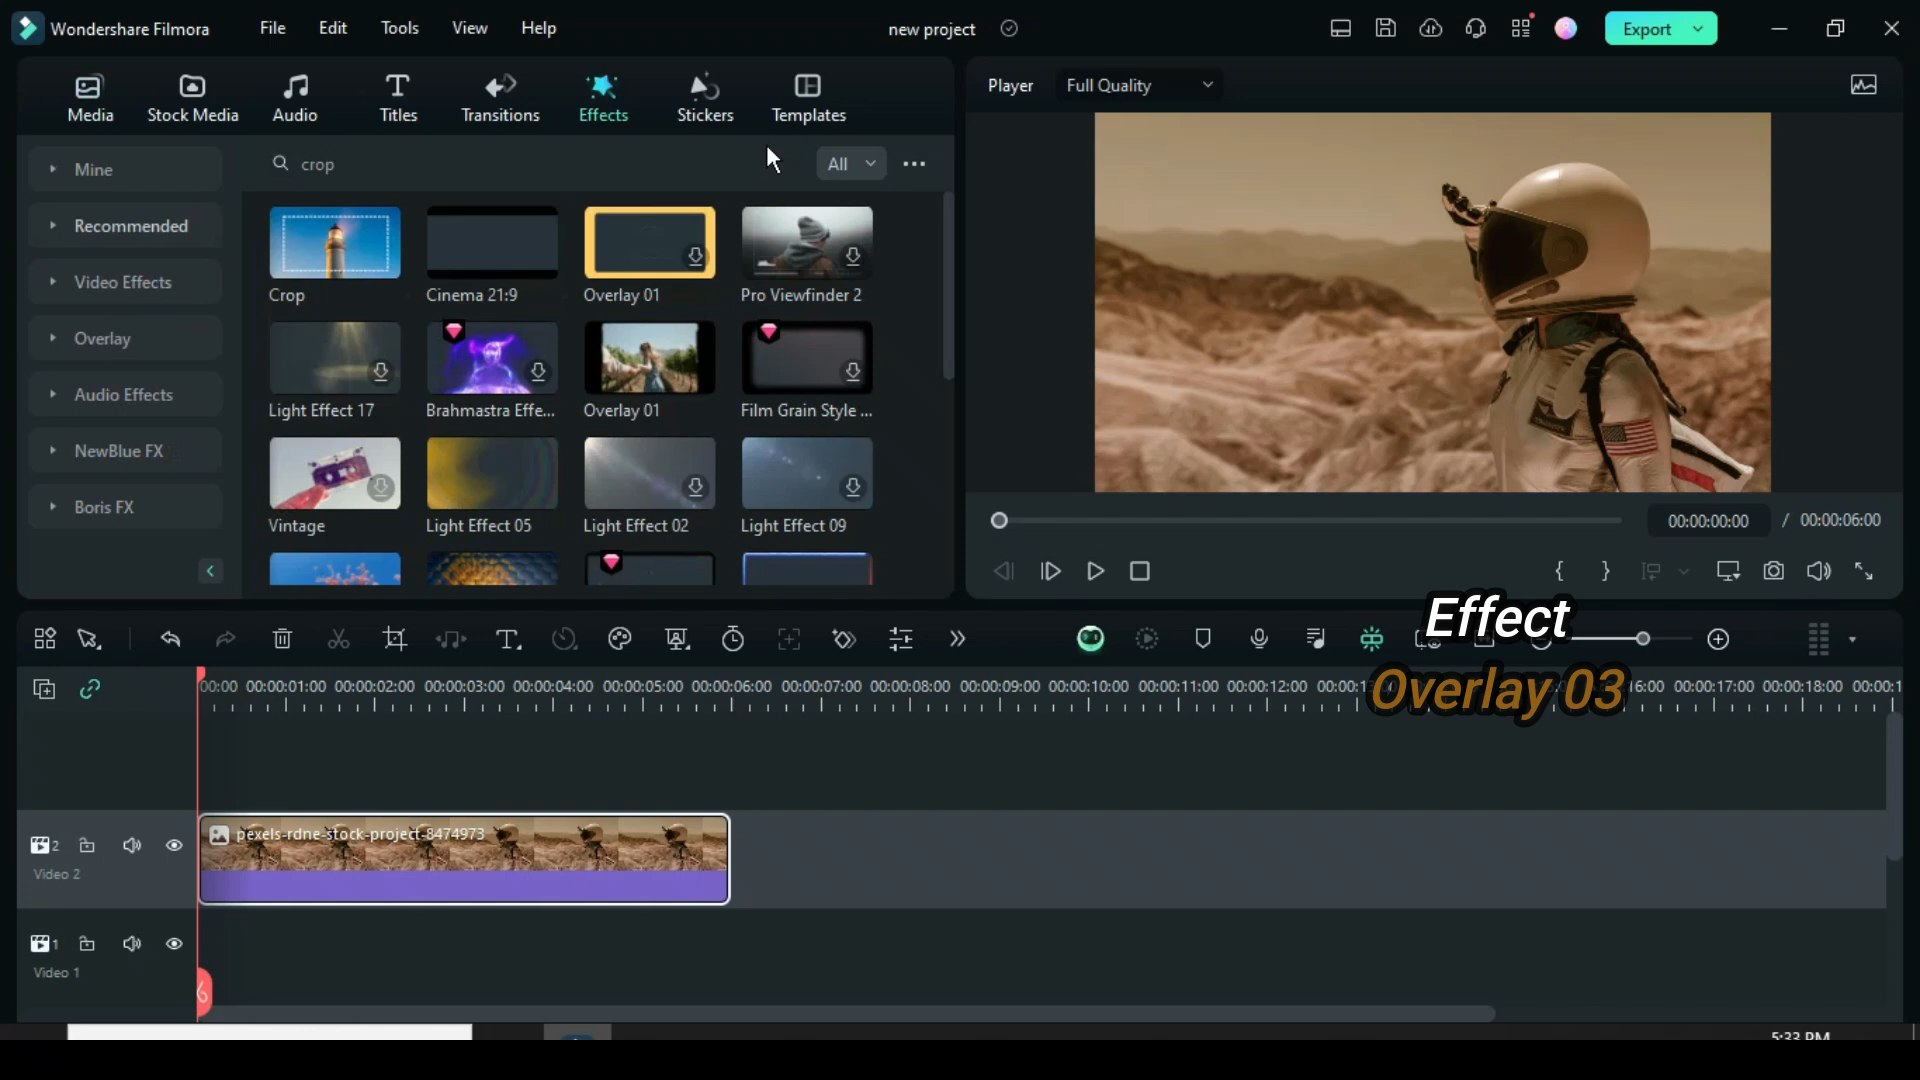 Wondershare Filmora
File
Edit
Tools
View
Help
new project
Export
Media
Stock Media
Audio
Titles
Transitions
Effects
Stickers
Templates
Player
Full Quality
Mine
Recommended
Video Effects
Overlay
Audio Effects
NewBlue FX
Boris FX
crop
All
Crop
Cinema 21:9
Overlay 01
Pro Viewfinder 2
Light Effect 17
Brahmastra Effe...
Overlay 01
Film Grain Style ...
Vintage
Light Effect 05
Light Effect 02
Light Effect 09
00:00:00:00
/
00:00:06:00
Effect
Overlay 03
00:00
00:00:01:00
00:00:02:00
00:00:03:00
00:00:04:00
00:00:05:00
00:00:06:00
00:00:07:00
00:00:08:00
00:00:09:00
00:00:10:00
00:00:11:00
00:00:12:00
16:00
00:00:17:00
00:00:18:00
pexels-rdne-stock-project-8474973
2
Video 2
1
Video 1
5:33 PM